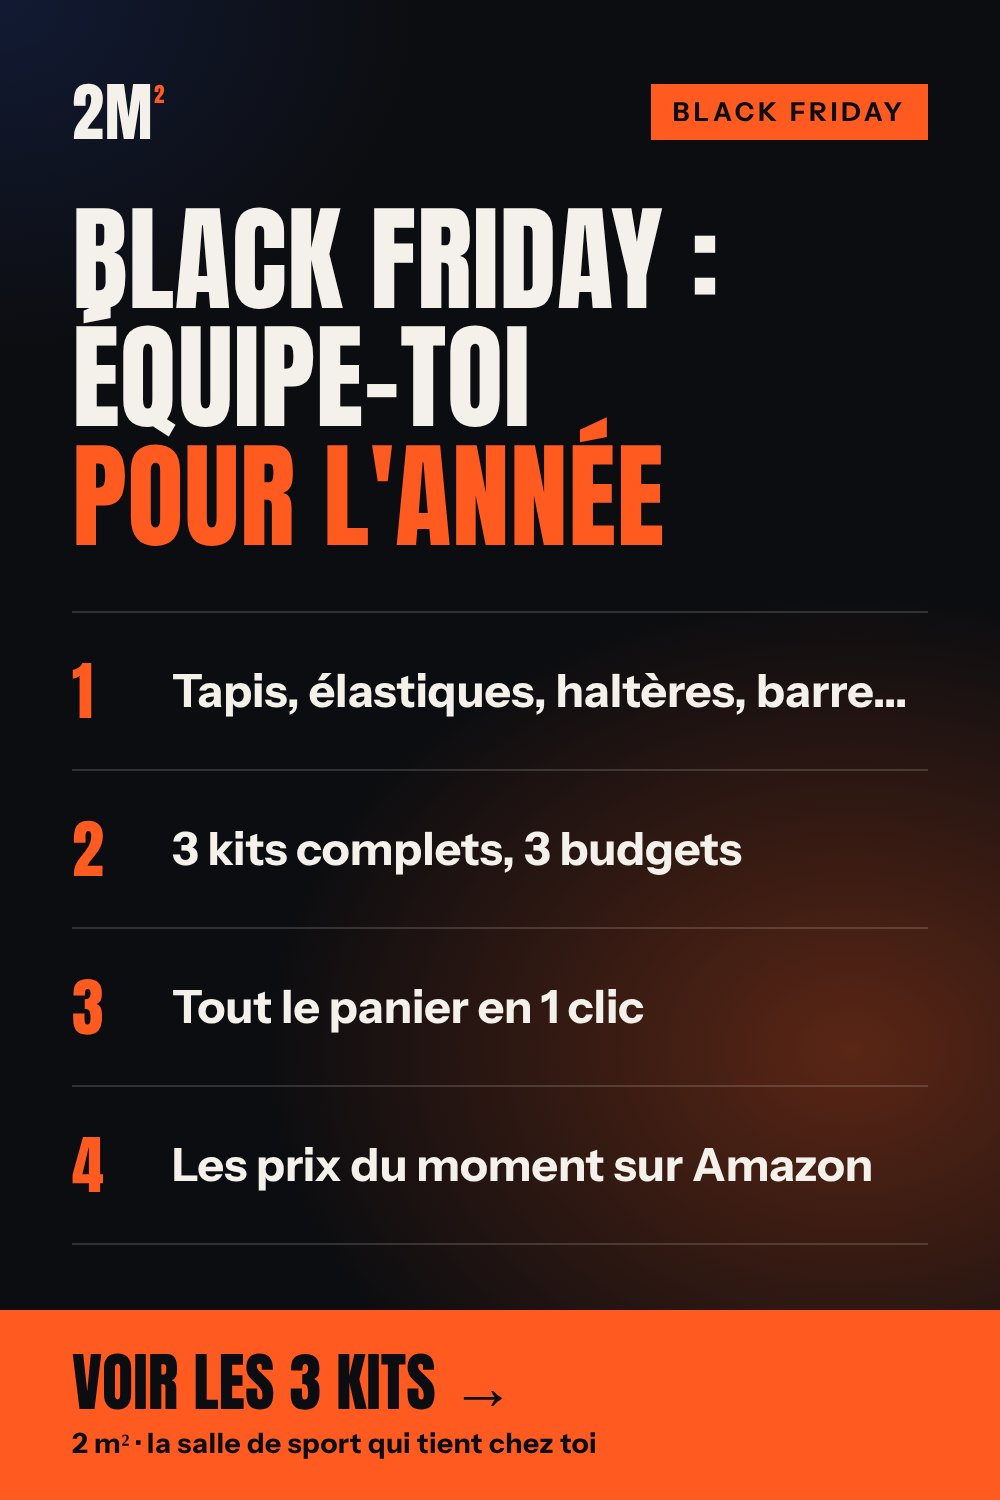 2M²
BLACK FRIDAY
BLACK FRIDAY :
ÉQUIPE-TOI
POUR L'ANNÉE
1 Tapis, élastiques, haltères, barre...
2 3 kits complets, 3 budgets
3 Tout le panier en 1 clic
4 Les prix du moment sur Amazon
VOIR LES 3 KITS →
2 m² · la salle de sport qui tient chez toi